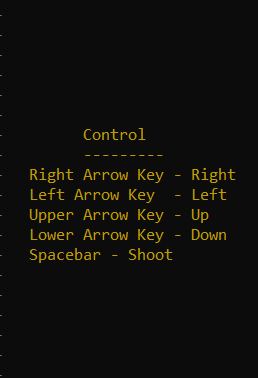 Control
---------
Right Arrow Key - Right
Left Arrow Key  - Left
Upper Arrow Key - Up
Lower Arrow Key - Down
Spacebar - Shoot